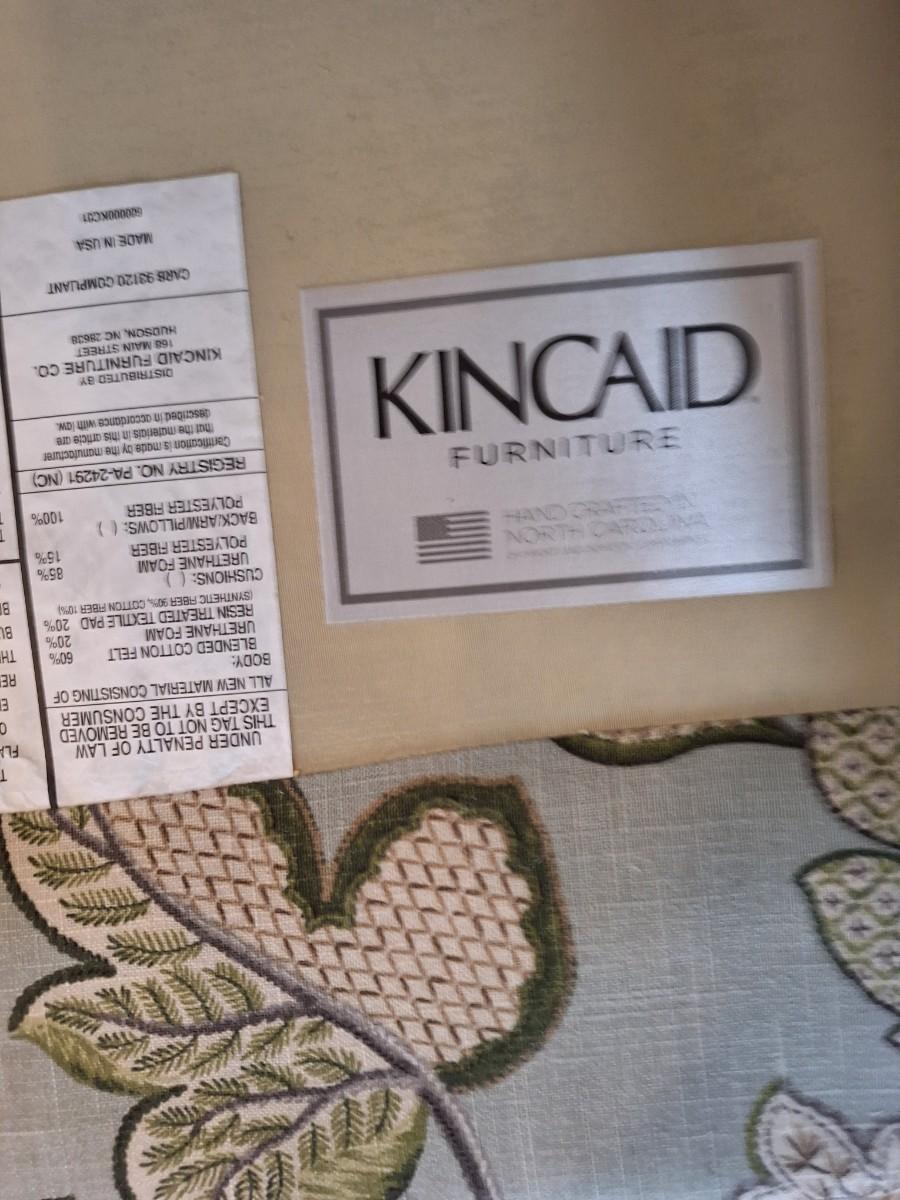 KINCAID
FURNITURE
HAND CRAFTED IN
NORTH CAROLINA
UNDER PENALTY OF LAW
THIS TAG NOT TO BE REMOVED
EXCEPT BY THE CONSUMER
ALL NEW MATERIAL CONSISTING OF
BODY:
BLENDED COTTON FELT 60%
URETHANE FOAM 20%
RESIN TREATED TEXTILE PAD 20%
(SYNTHETIC FIBER 90%, COTTON FIBER 10%)
CUSHIONS: ( )
URETHANE FOAM 85%
POLYESTER FIBER 15%
BACK/ARM/PILLOWS: ( )
POLYESTER FIBER 100%
REGISTRY NO. PA-24291 (NC)
Certification is made by the manufacturer
that the materials in this article are
described in accordance with law.
DISTRIBUTED BY
KINCAID FURNITURE CO.
168 MAIN STREET
HUDSON, NC 28638
CARB 93120 COMPLIANT
MADE IN USA
600000KC01